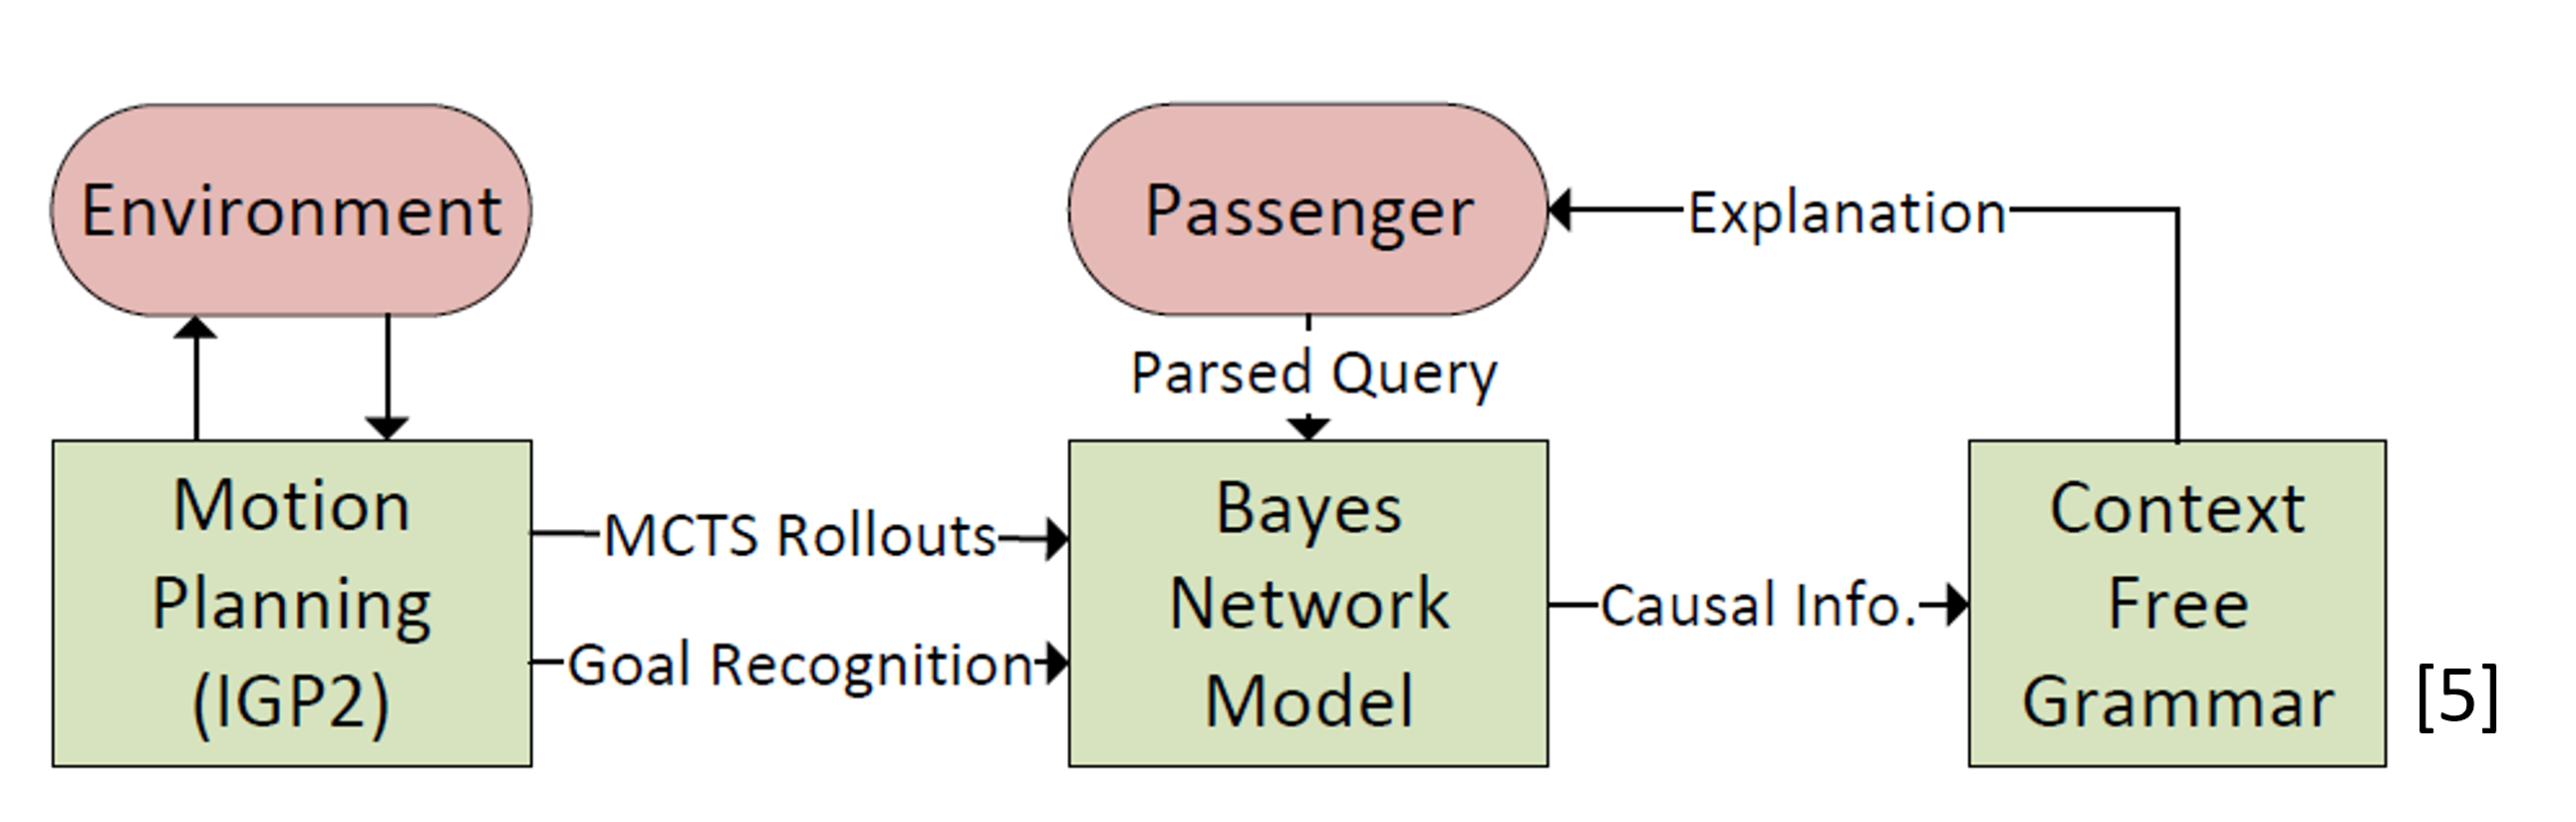 Environment
Passenger
Explanation
Parsed Query
Motion
Planning
(IGP2)
MCTS Rollouts
Goal Recognition
Bayes
Network
Model
Causal Info.
Context
Free
Grammar
[5]